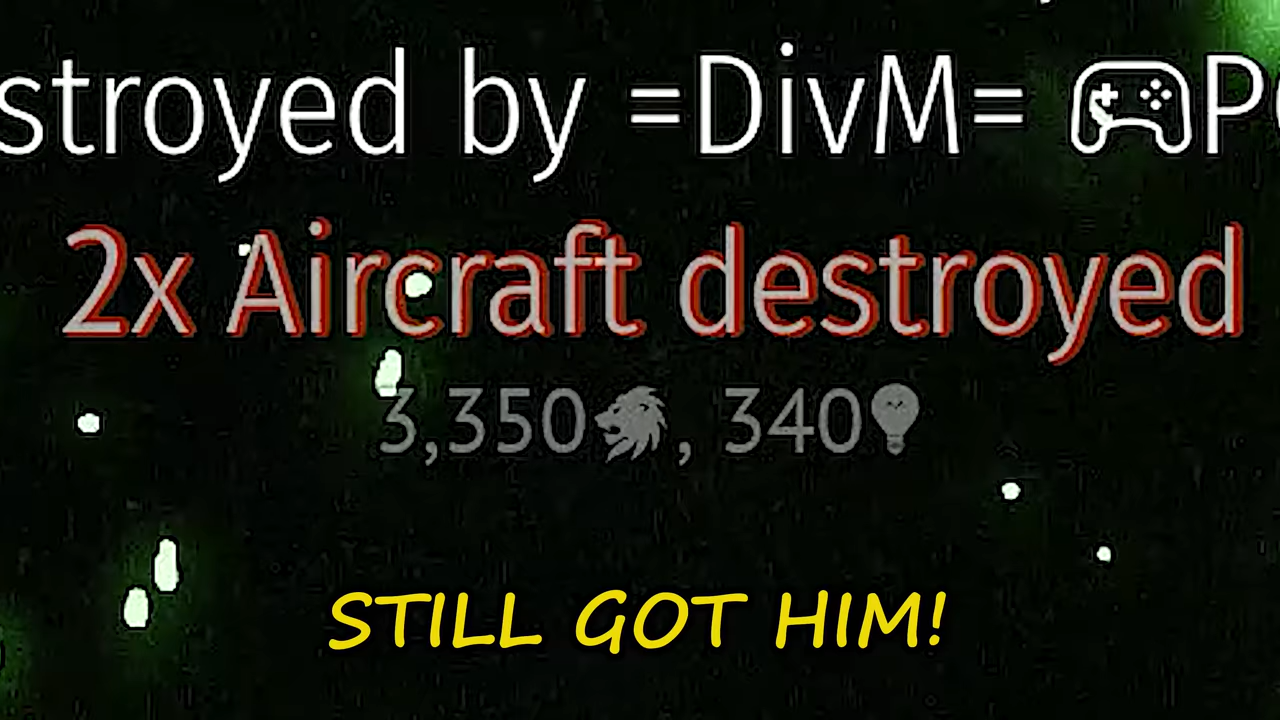 stroyed by =DivM= P
2x Aircraft destroyed
3,350, 340
STILL GOT HIM!